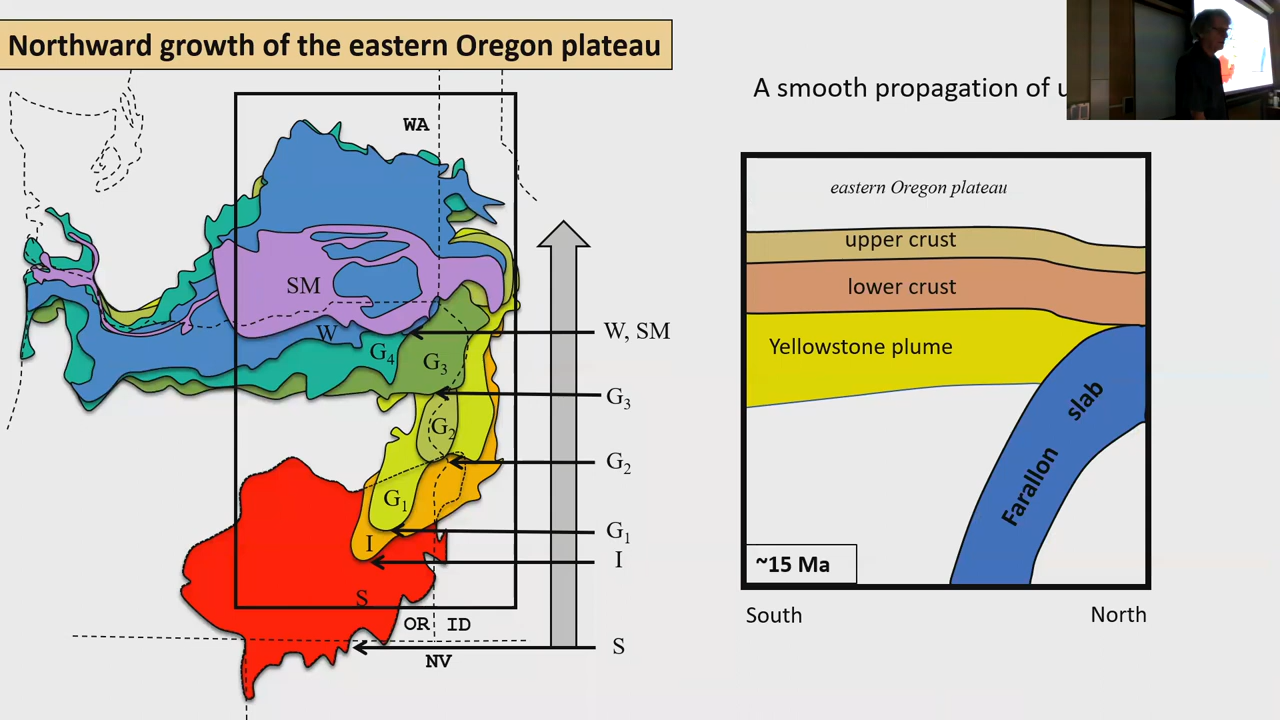 Northward growth of the eastern Oregon plateau
A smooth propagation of
WA
SM
W
G4
G3
G2
G1
I
S
OR
ID
NV
W, SM
G3
G2
G1
I
S
eastern Oregon plateau
upper crust
lower crust
Yellowstone plume
Farallon slab
~15 Ma
South
North